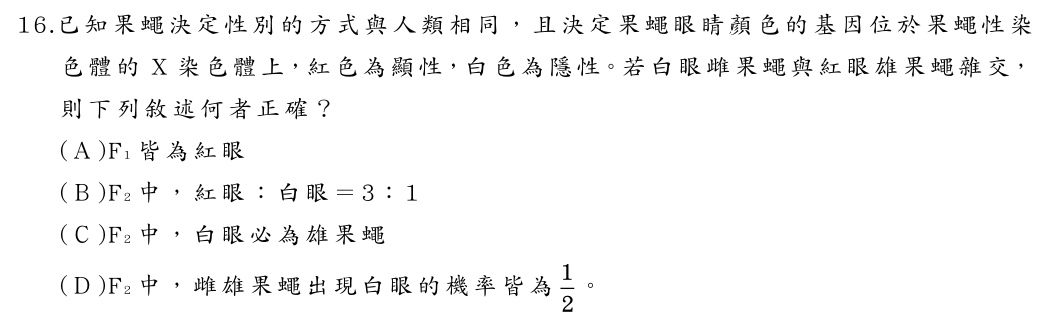 16.已知果蠅決定性別的方式與人類相同，且決定果蠅眼睛顏色的基因位於果蠅性染
色體的 X 染色體上，紅色為顯性，白色為隱性。若白眼雌果蠅與紅眼雄果蠅雜交，
則下列敘述何者正確？
(A)F₁ 皆為紅眼
(B)F₂ 中，紅眼：白眼＝3：1
(C)F₂ 中，白眼必為雄果蠅
(D)F₂ 中，雌雄果蠅出現白眼的機率皆為 1/2 。